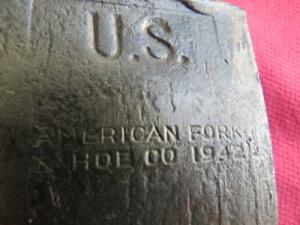 U.S.
AMERICAN FORK
& HOE CO 1942